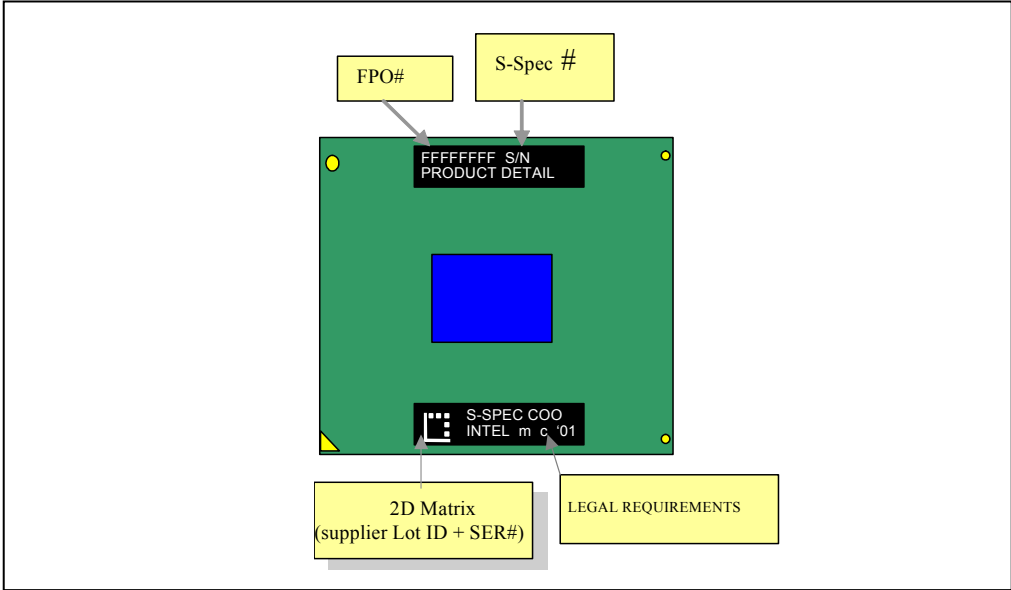 FPO#
S-Spec #
FFFFFFFF S/N
PRODUCT DETAIL
S-SPEC COO
INTEL m c '01
2D Matrix
(supplier Lot ID + SER#)
LEGAL REQUIREMENTS